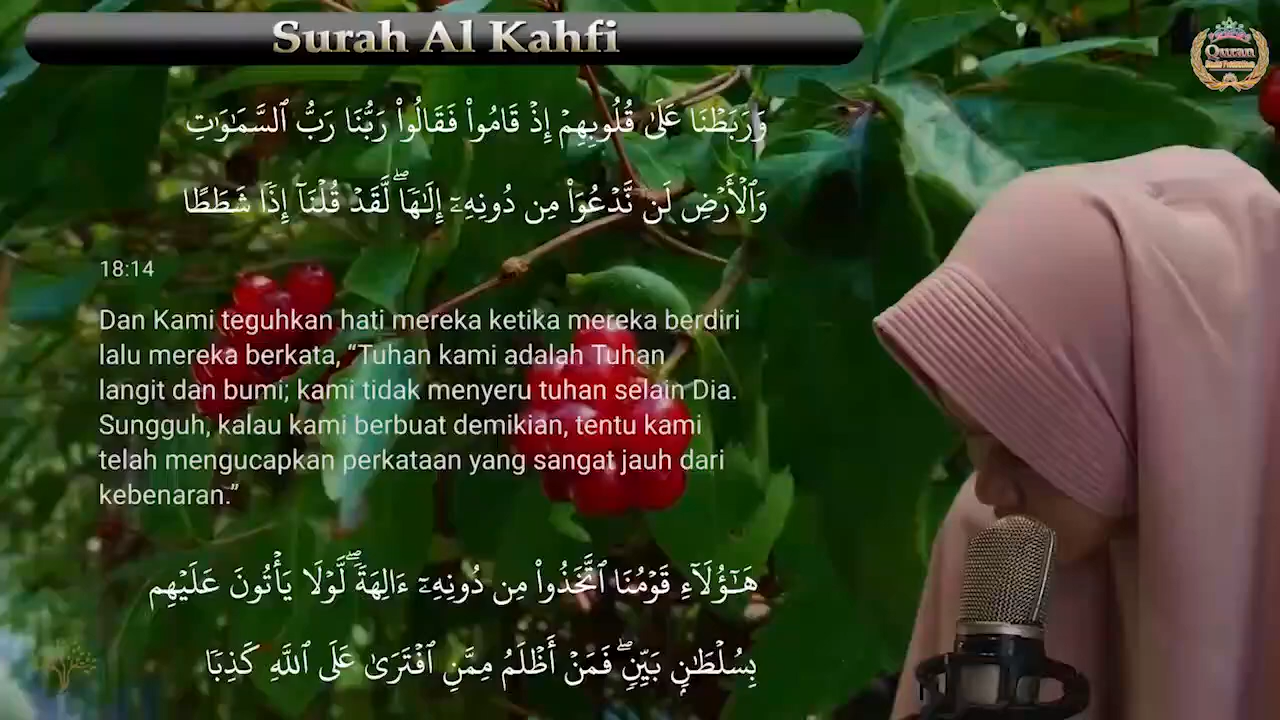 Surah Al Kahfi
Quran
وَرَبَطْنَا عَلَىٰ قُلُوبِهِمْ إِذْ قَامُوا۟ فَقَالُوا۟ رَبُّنَا رَبُّ ٱلسَّمَـٰوَٰتِ
وَٱلْأَرْضِ لَن نَّدْعُوَا۟ مِن دُونِهِۦٓ إِلَـٰهًا ۖ لَّقَدْ قُلْنَآ إِذًا شَطَطًا
18:14
Dan Kami teguhkan hati mereka ketika mereka berdiri
lalu mereka berkata, “Tuhan kami adalah Tuhan
langit dan bumi; kami tidak menyeru tuhan selain Dia.
Sungguh, kalau kami berbuat demikian, tentu kami
telah mengucapkan perkataan yang sangat jauh dari
kebenaran.”
هَـٰٓؤُلَآءِ قَوْمُنَا ٱتَّخَذُوا۟ مِن دُونِهِۦٓ ءَالِهَةً ۖ لَّوْلَا يَأْتُونَ عَلَيْهِم
بِسُلْطَـٰنٍۭ بَيِّنٍ ۖ فَمَنْ أَظْلَمُ مِمَّنِ ٱفْتَرَىٰ عَلَى ٱللَّهِ كَذِبًا